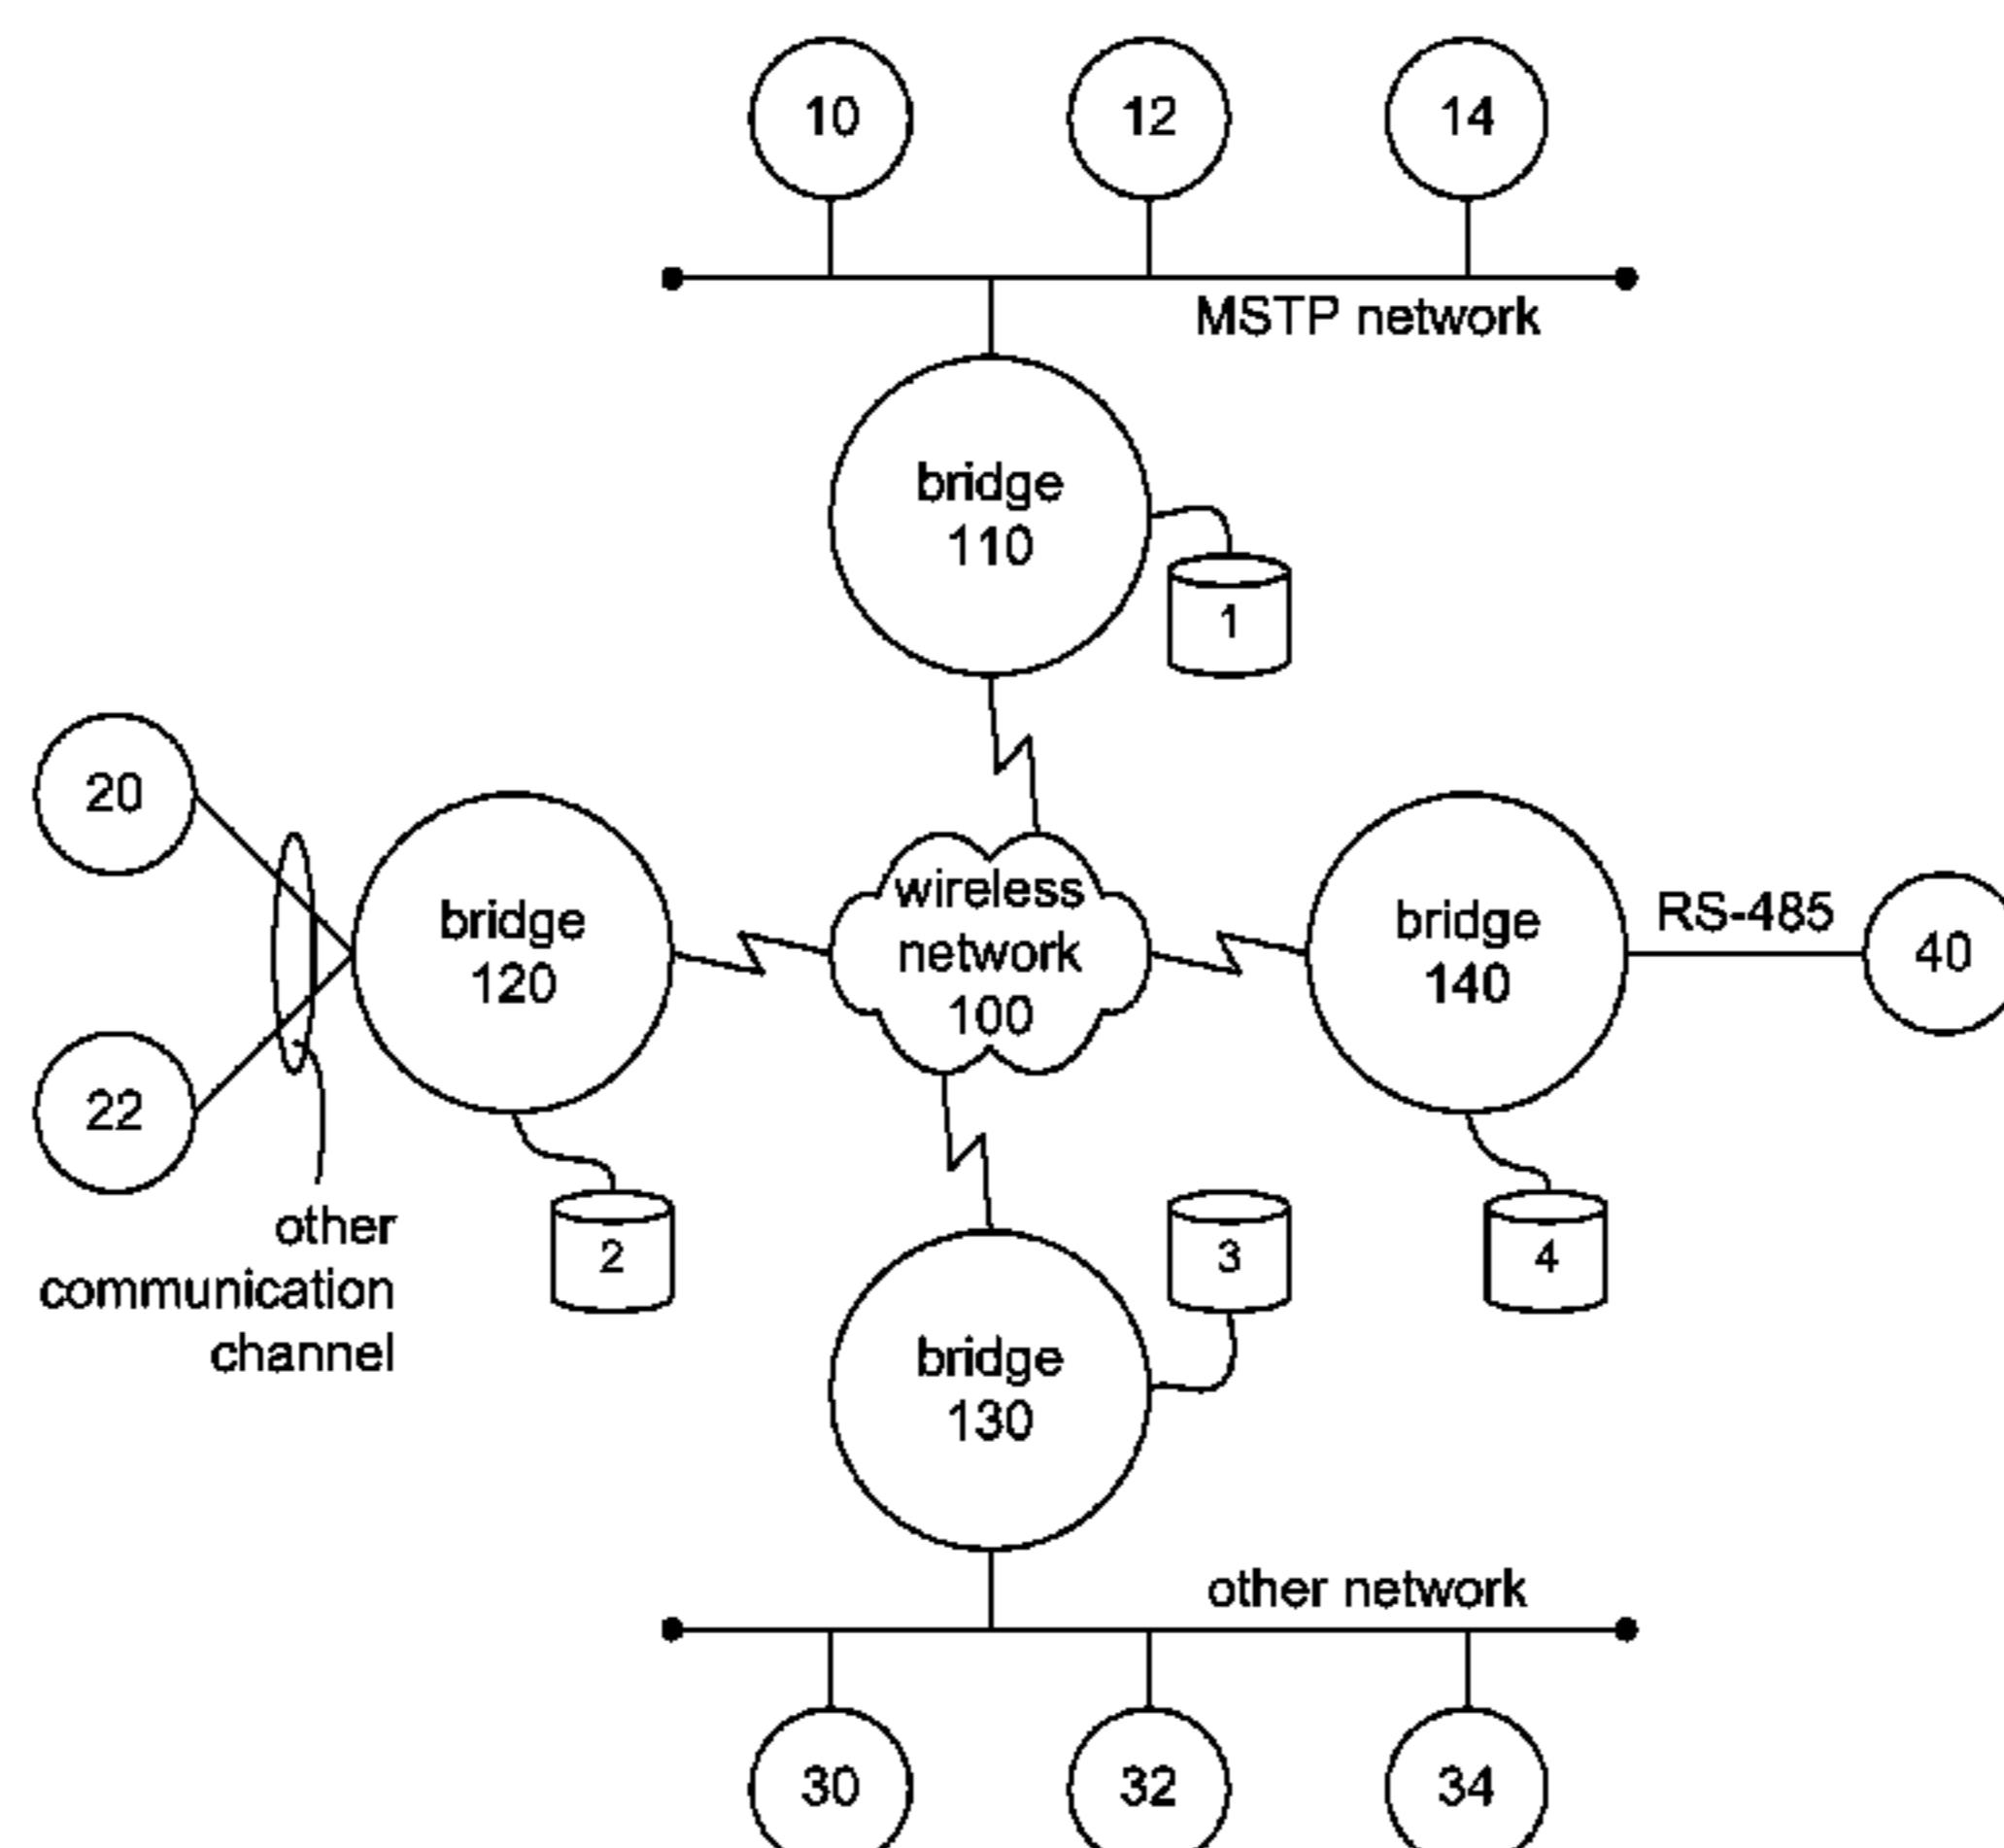 10
12
14
MSTP network
bridge
110
1
20
22
bridge
120
wireless
network
100
bridge
140
RS-485
40
other
communication
channel
2
3
4
bridge
130
other network
30
32
34